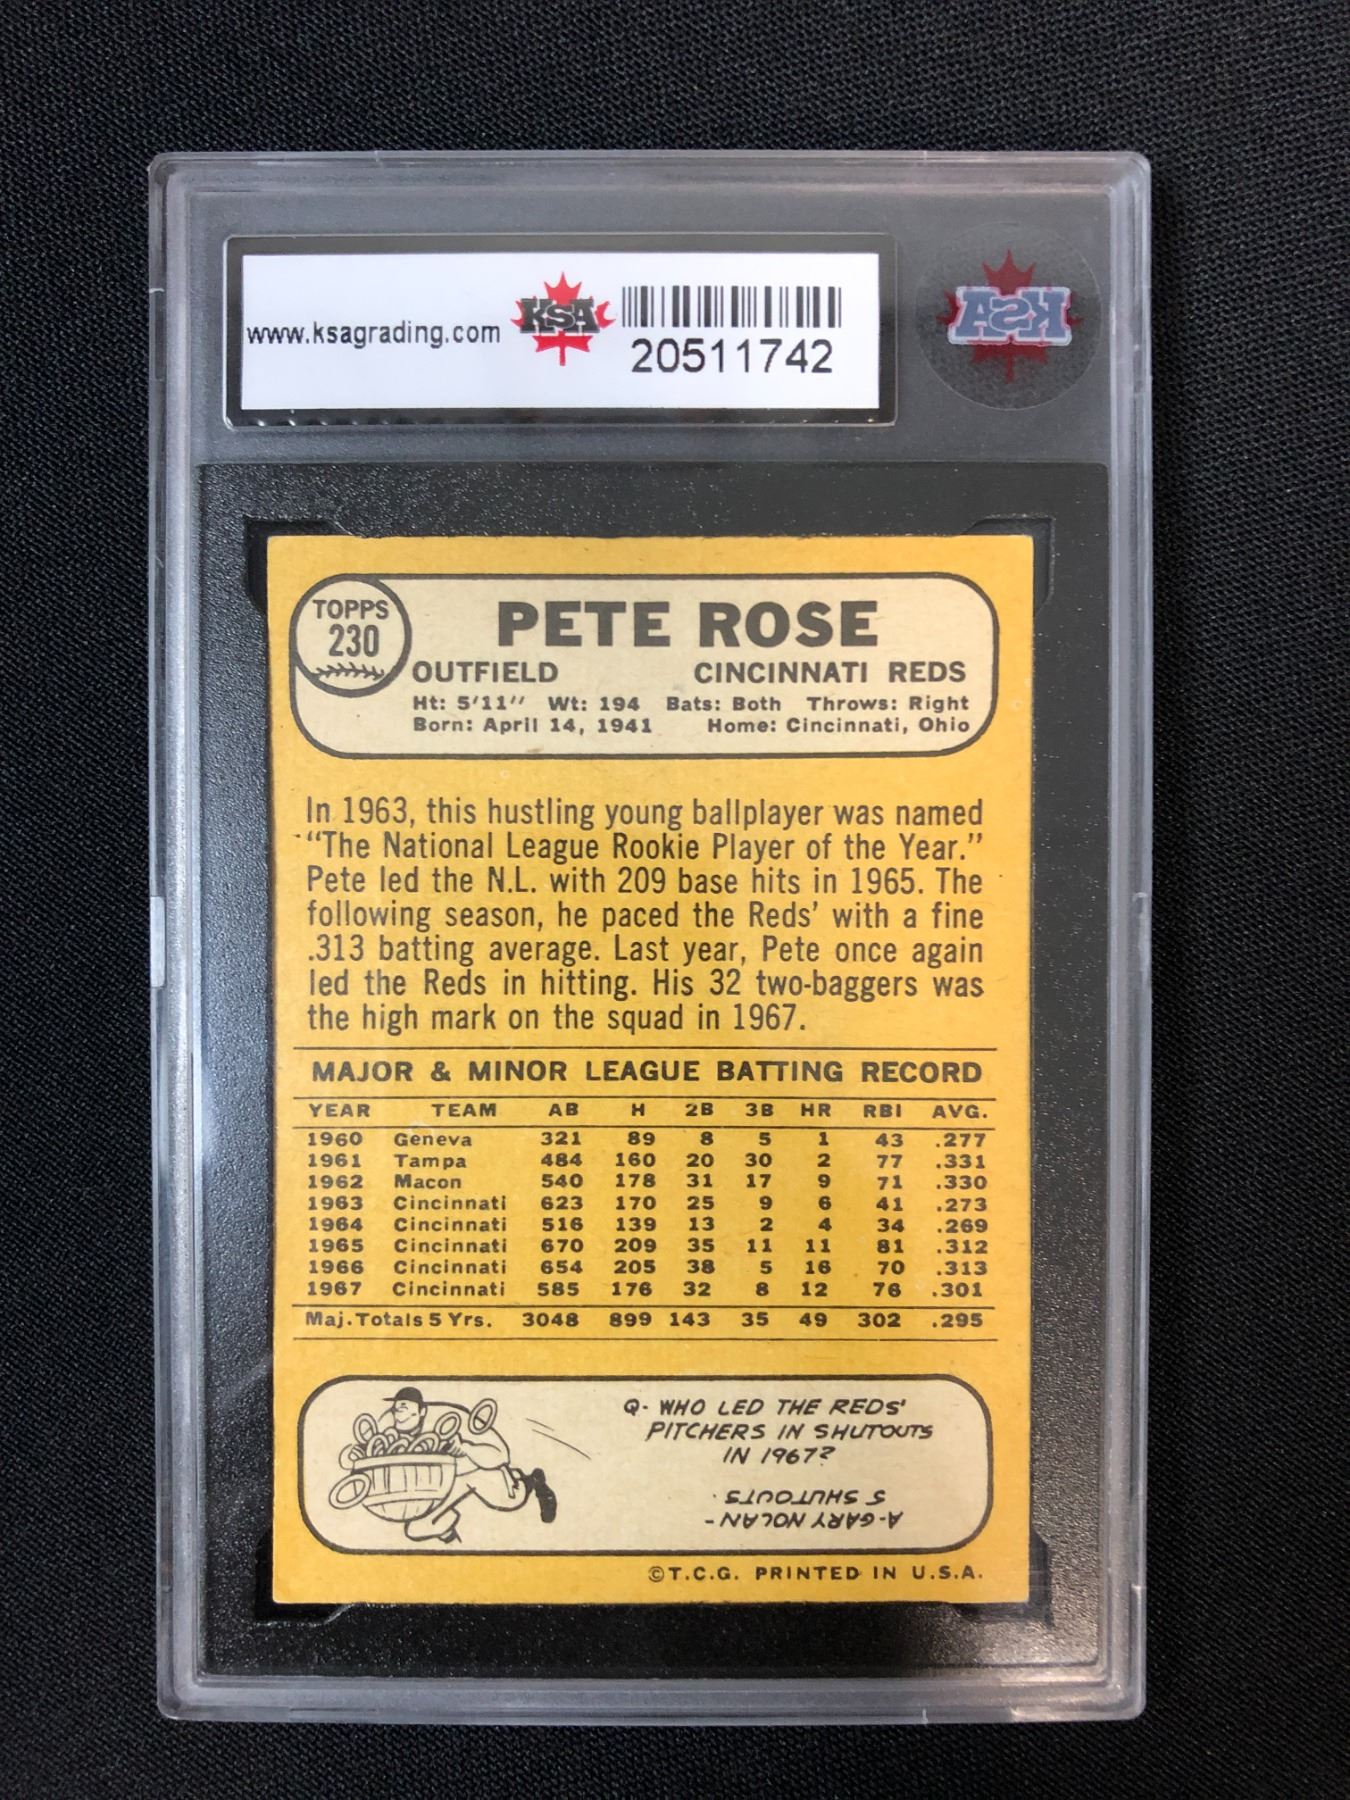 www.ksagrading.com
KSA
20511742
KSA
TOPPS
230
PETE ROSE
OUTFIELD CINCINNATI REDS
Ht: 5'11" Wt: 194 Bats: Both Throws: Right
Born: April 14, 1941 Home: Cincinnati, Ohio
In 1963, this hustling young ballplayer was named
"The National League Rookie Player of the Year."
Pete led the N.L. with 209 base hits in 1965. The
following season, he paced the Reds' with a fine
.313 batting average. Last year, Pete once again
led the Reds in hitting. His 32 two-baggers was
the high mark on the squad in 1967.
MAJOR & MINOR LEAGUE BATTING RECORD
YEAR TEAM AB H 2B 3B HR RBI AVG.
1960 Geneva 321 89 8 5 1 43 .277
1961 Tampa 484 160 20 30 2 77 .331
1962 Macon 540 178 31 17 9 71 .330
1963 Cincinnati 623 170 25 9 6 41 .273
1964 Cincinnati 516 139 13 2 4 34 .269
1965 Cincinnati 670 209 35 11 11 81 .312
1966 Cincinnati 654 205 38 5 16 70 .313
1967 Cincinnati 585 176 32 8 12 76 .301
Maj. Totals 5 Yrs. 3048 899 143 35 49 302 .295
Q- WHO LED THE REDS'
PITCHERS IN SHUTOUTS
IN 1967?
A-GARY NOLAN-
5 SHUTOUTS.
©T.C.G. PRINTED IN U.S.A.